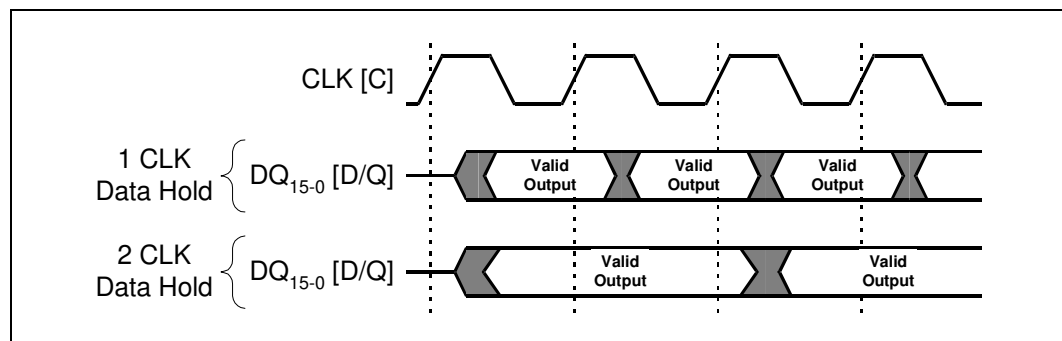 CLK [C]
1 CLK
Data Hold
DQ15-0 [D/Q]
Valid
Output
Valid
Output
Valid
Output
2 CLK
Data Hold
DQ15-0 [D/Q]
Valid
Output
Valid
Output